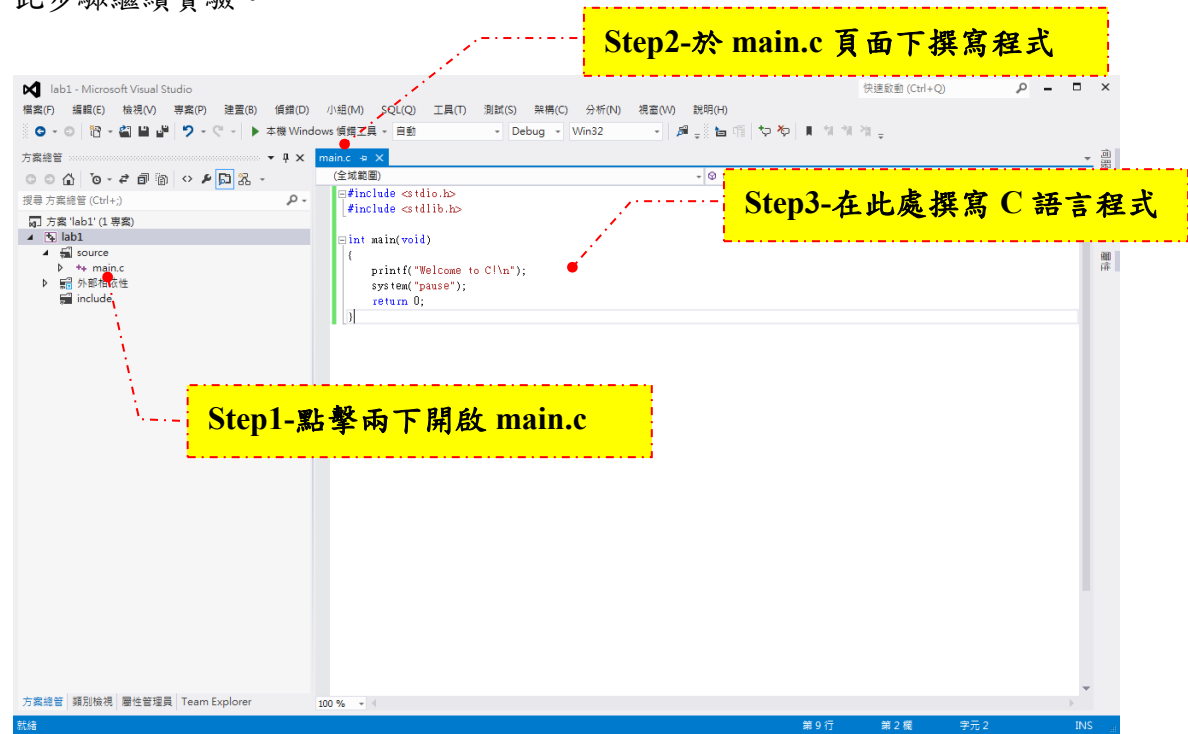 此步驟繼續實驗。
Step2-於 main.c 頁面下撰寫程式
lab1 - Microsoft Visual Studio
快速啟動 (Ctrl+Q)
檔案(F) 編輯(E) 檢視(V) 專案(P) 建置(B) 偵錯(D) 小組(M) SQL(Q) 工具(T) 測試(S) 架構(C) 分析(N) 視窗(W) 說明(H)
本機 Windows 偵錯工具 自動 Debug Win32
方案總管
main.c
(全域範圍)
搜尋方案總管 (Ctrl+;)
方案 'lab1' (1 專案)
lab1
source
main.c
外部相依性
include
#include <stdio.h>
#include <stdlib.h>
int main(void)
{
printf("Welcome to C!\n");
system("pause");
return 0;
}
Step3-在此處撰寫 C 語言程式
Step1-點擊兩下開啟 main.c
方案總管 類別檢視 屬性管理員 Team Explorer
100 %
就緒
第 9 行 第 2 欄 字元 2 INS